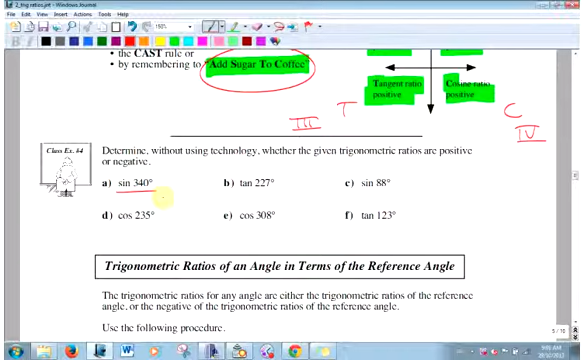 2_trig ratios.jnt - Windows Journal
File Edit View Insert Actions Tools Help
150%
• the CAST rule or
• by remembering to "Add Sugar To Coffee"
Tangent ratio
positive
Cosine ratio
positive
T
C
III
IV
Class Ex. #4
Determine, without using technology, whether the given trigonometric ratios are positive
or negative.
a) sin 340° b) tan 227° c) sin 88°
d) cos 235° e) cos 308° f) tan 123°
Trigonometric Ratios of an Angle in Terms of the Reference Angle
The trigonometric ratios for any angle are either the trigonometric ratios of the reference
angle, or the negative of the trigonometric ratios of the reference angle.
Use the following procedure.
5 / 10